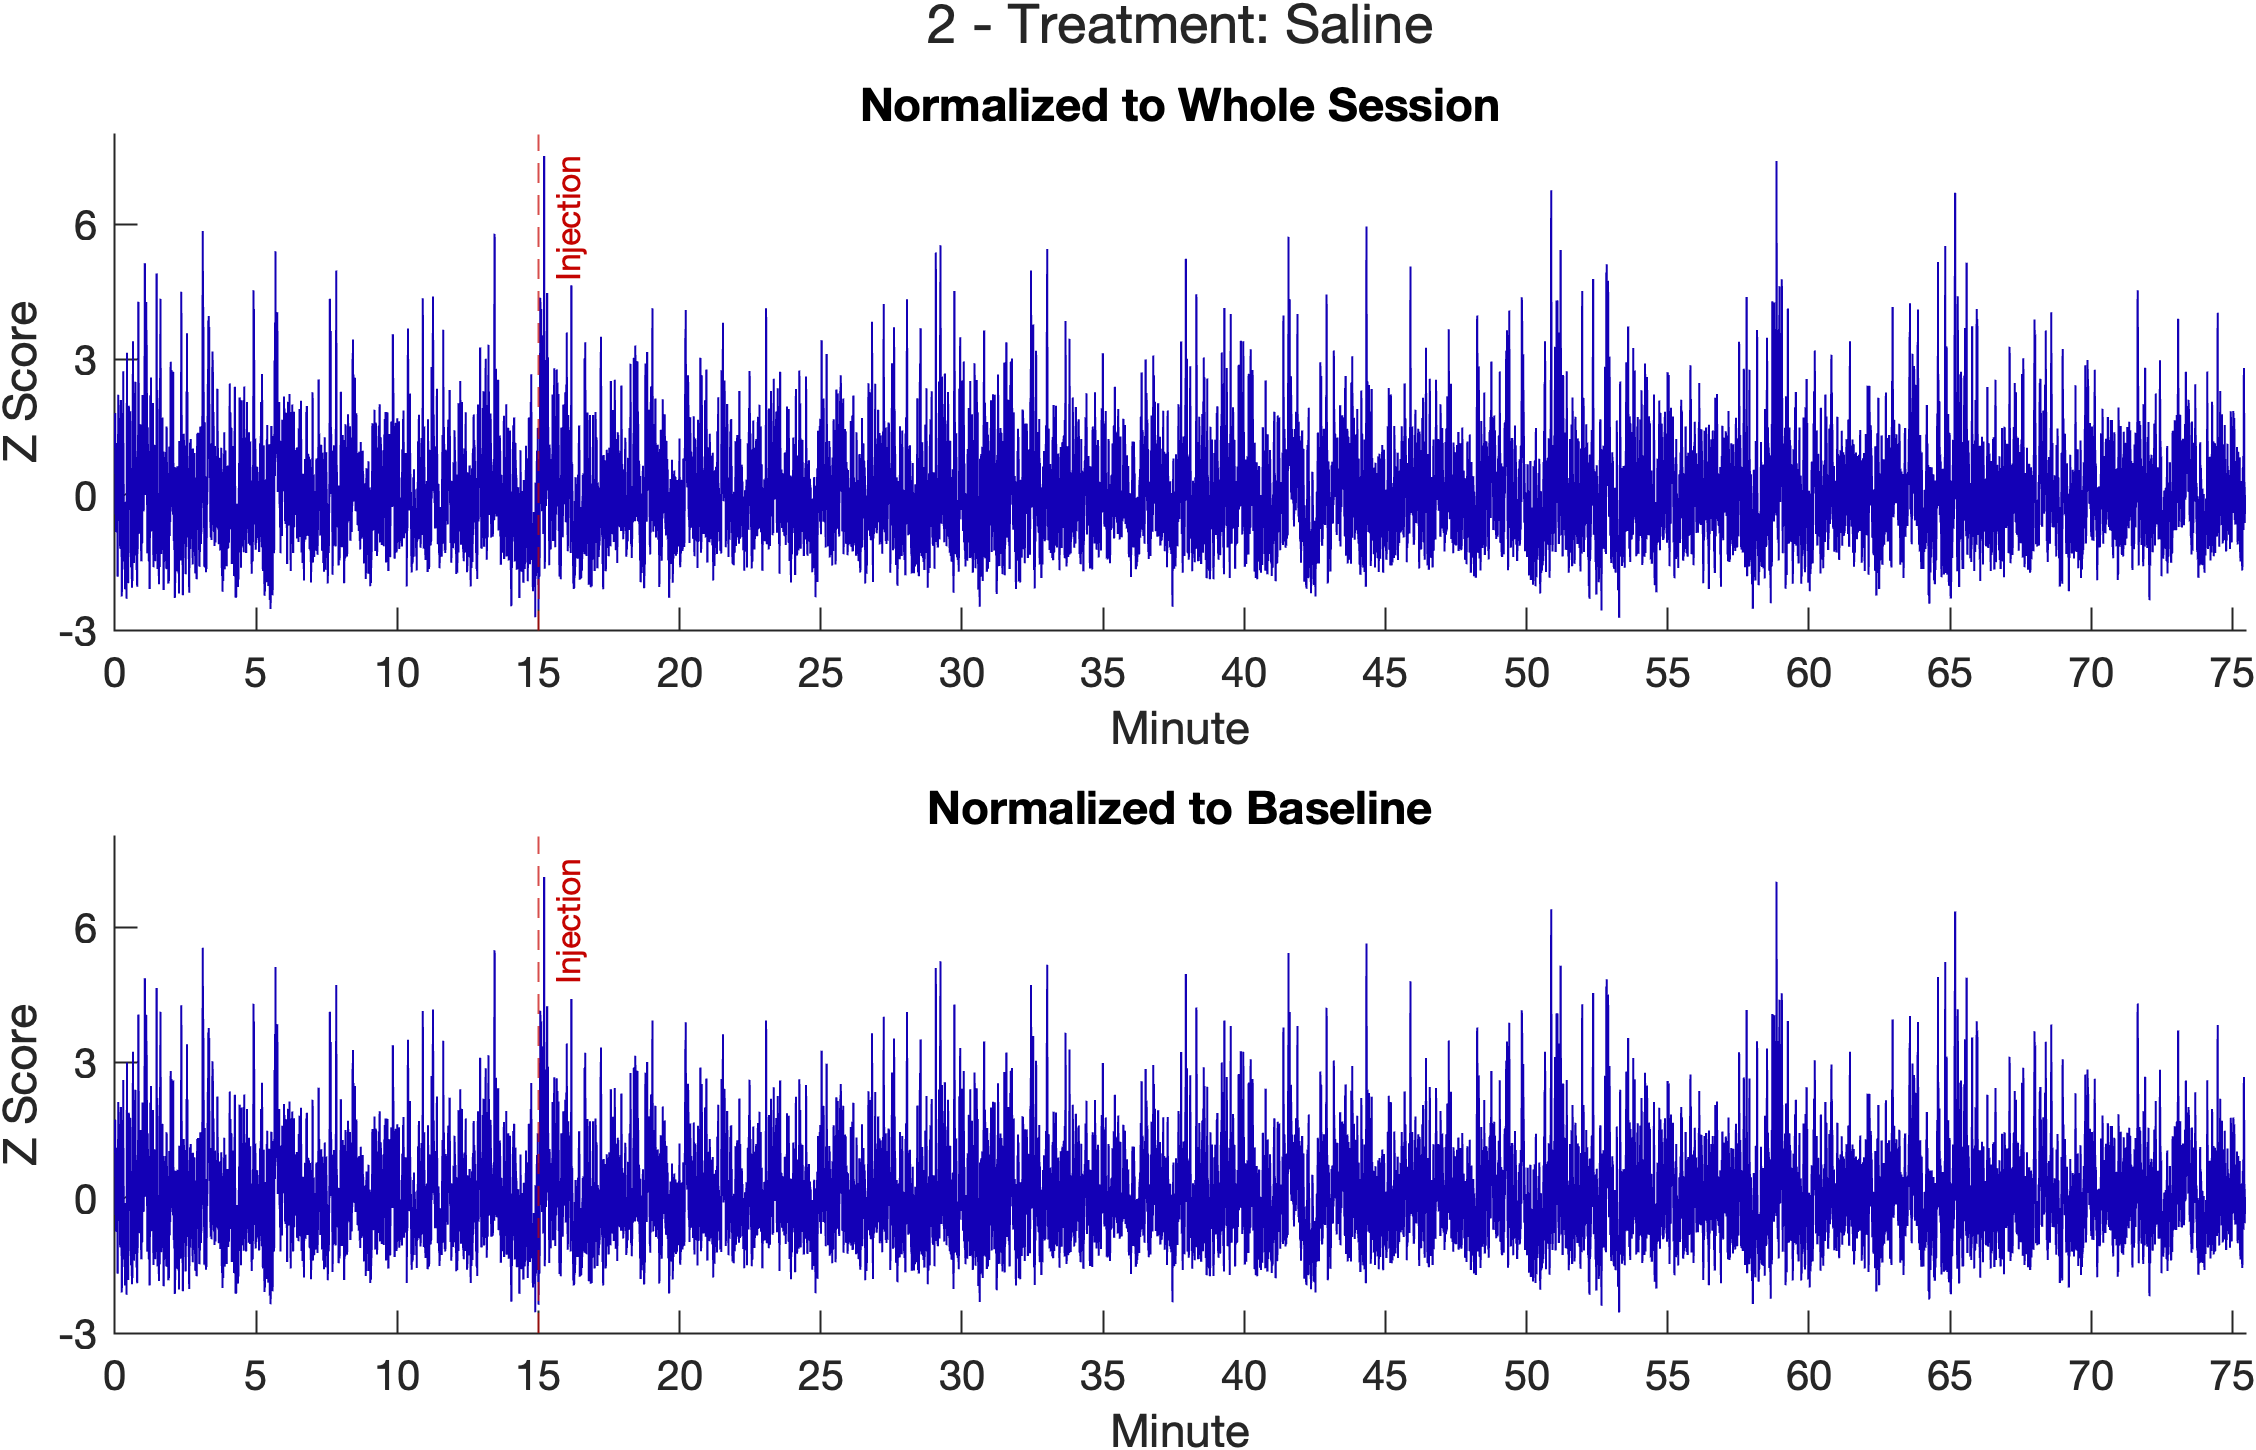 2 - Treatment: Saline
Normalized to Whole Session
Injection
Z Score
6
3
0
-3
0 5 10 15 20 25 30 35 40 45 50 55 60 65 70 75
Minute
Normalized to Baseline
Injection
Z Score
6
3
0
-3
0 5 10 15 20 25 30 35 40 45 50 55 60 65 70 75
Minute